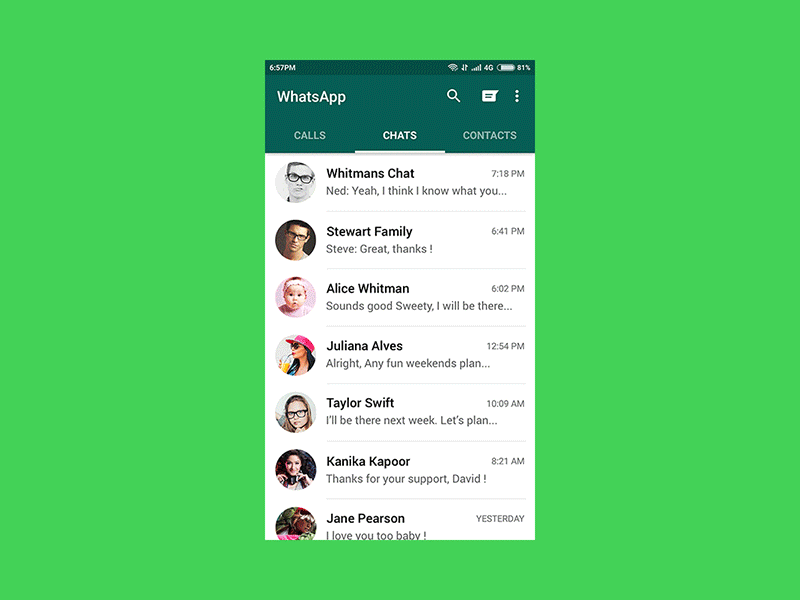 6:57PM 4G 81%
WhatsApp
CALLS CHATS CONTACTS
Whitmans Chat 7:18 PM
Ned: Yeah, I think I know what you...
Stewart Family 6:41 PM
Steve: Great, thanks !
Alice Whitman 6:02 PM
Sounds good Sweety, I will be there...
Juliana Alves 12:54 PM
Alright, Any fun weekends plan...
Taylor Swift 10:09 AM
I'll be there next week. Let's plan...
Kanika Kapoor 8:21 AM
Thanks for your support, David !
Jane Pearson YESTERDAY
I love you too baby !